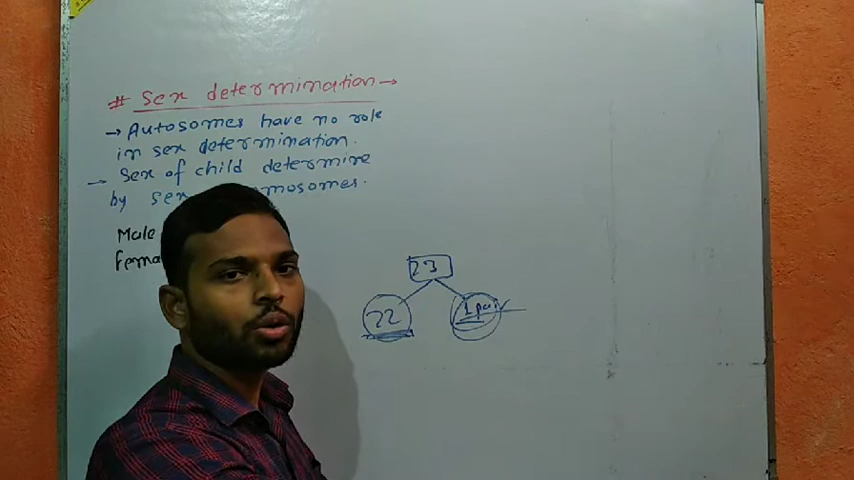 # Sex determination →
→ Autosomes have no role
in sex determination.
→ Sex of child determine
by sex mosomes.
Male
fema
23
22
1 pair